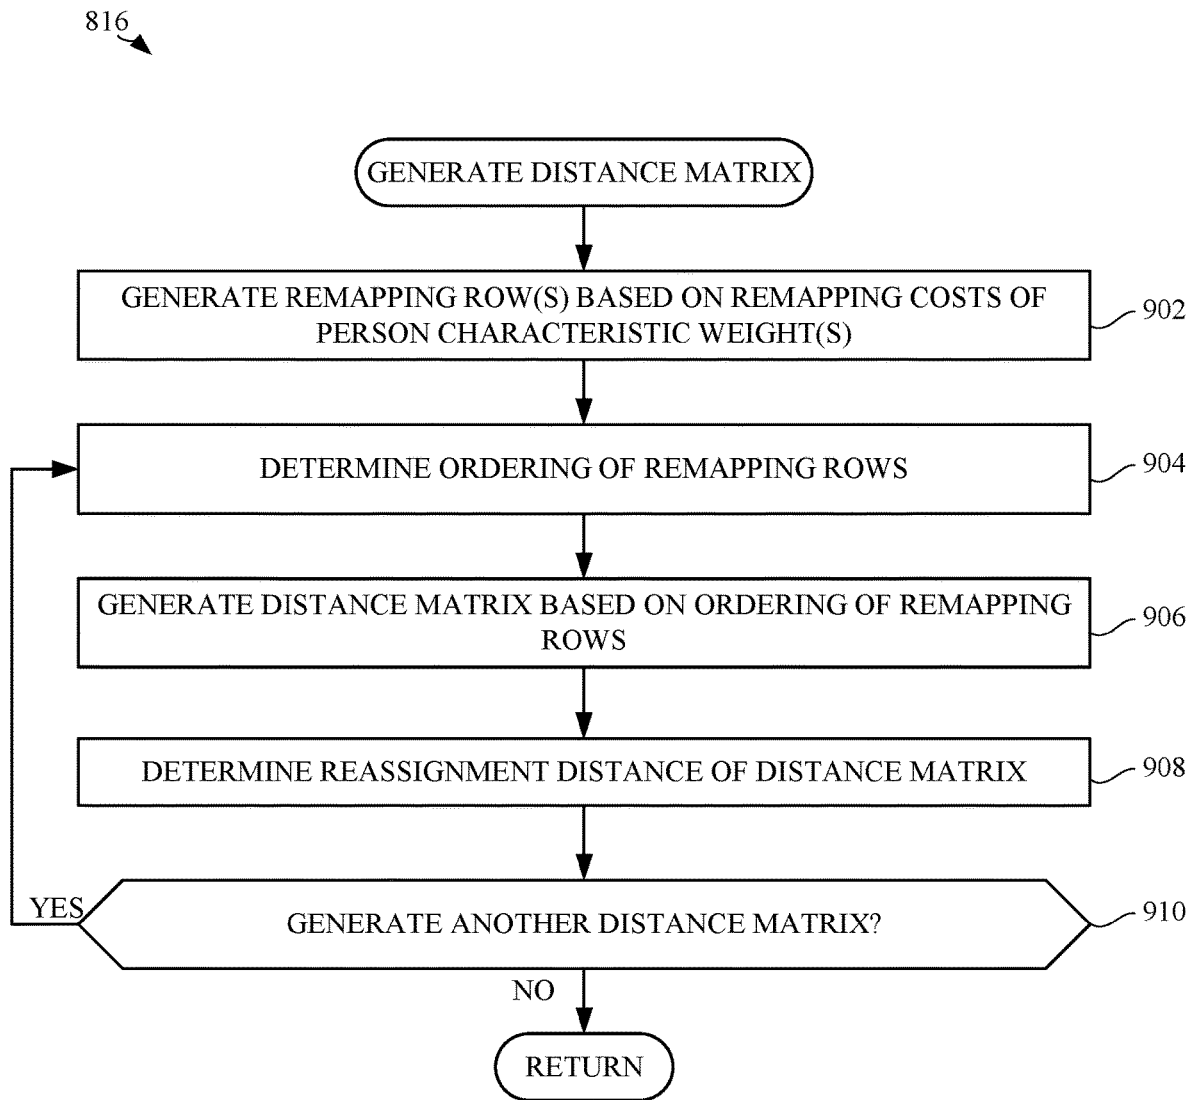 816
GENERATE DISTANCE MATRIX
GENERATE REMAPPING ROW(S) BASED ON REMAPPING COSTS OF
PERSON CHARACTERISTIC WEIGHT(S)
902
DETERMINE ORDERING OF REMAPPING ROWS
904
GENERATE DISTANCE MATRIX BASED ON ORDERING OF REMAPPING
ROWS
906
DETERMINE REASSIGNMENT DISTANCE OF DISTANCE MATRIX
908
YES
GENERATE ANOTHER DISTANCE MATRIX?
910
NO
RETURN